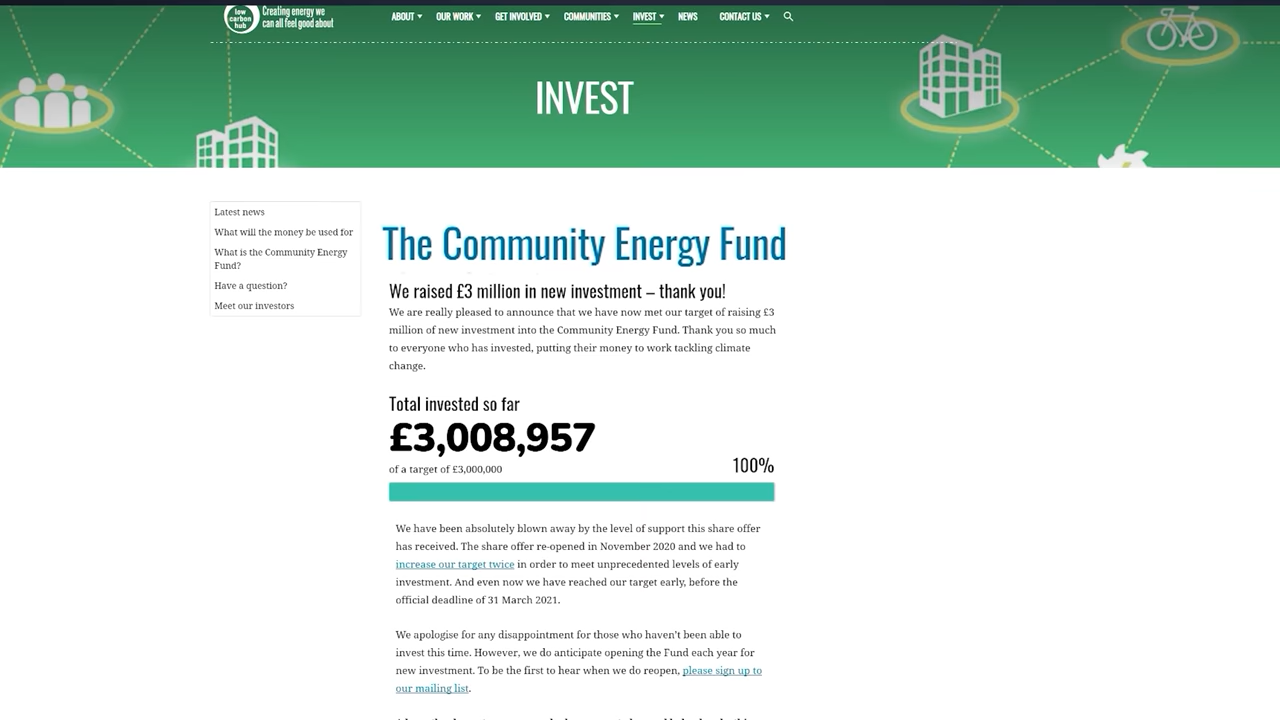 low
carbon
hub
Creating energy we
can all feel good about
ABOUT OUR WORK GET INVOLVED COMMUNITIES INVEST NEWS CONTACT US
INVEST
Latest news
What will the money be used for
What is the Community Energy
Fund?
Have a question?
Meet our investors
The Community Energy Fund
We raised £3 million in new investment – thank you!
We are really pleased to announce that we have now met our target of raising £3
million of new investment into the Community Energy Fund. Thank you so much
to everyone who has invested, putting their money to work tackling climate
change.
Total invested so far
£3,008,957
of a target of £3,000,000
100%
We have been absolutely blown away by the level of support this share offer
has received. The share offer re-opened in November 2020 and we had to
increase our target twice in order to meet unprecedented levels of early
investment. And even now we have reached our target early, before the
official deadline of 31 March 2021.
We apologise for any disappointment for those who haven't been able to
invest this time. However, we do anticipate opening the Fund each year for
new investment. To be the first to hear when we do reopen, please sign up to
our mailing list.